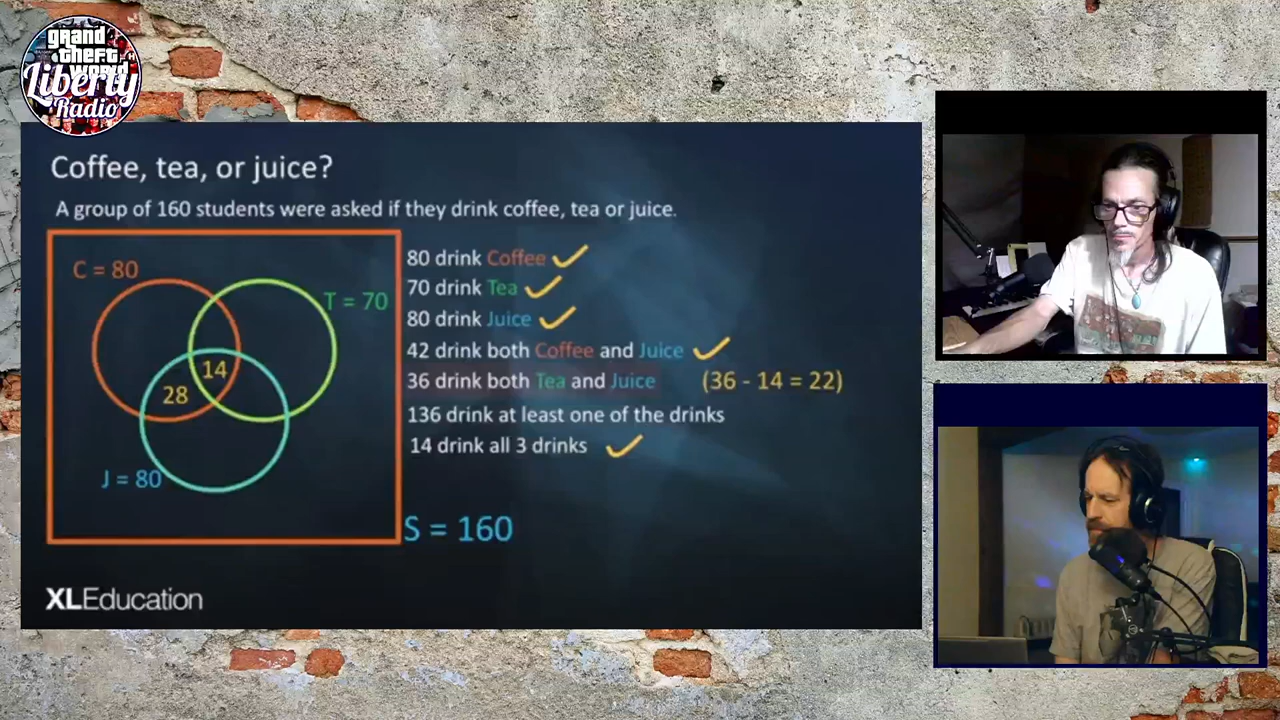 grand
theft
world
Liberty
Radio
Coffee, tea, or juice?
A group of 160 students were asked if they drink coffee, tea or juice.
C = 80
T = 70
14
28
J = 80
80 drink Coffee
70 drink Tea
80 drink Juice
42 drink both Coffee and Juice
36 drink both Tea and Juice (36 - 14 = 22)
136 drink at least one of the drinks
14 drink all 3 drinks
S = 160
XLEducation